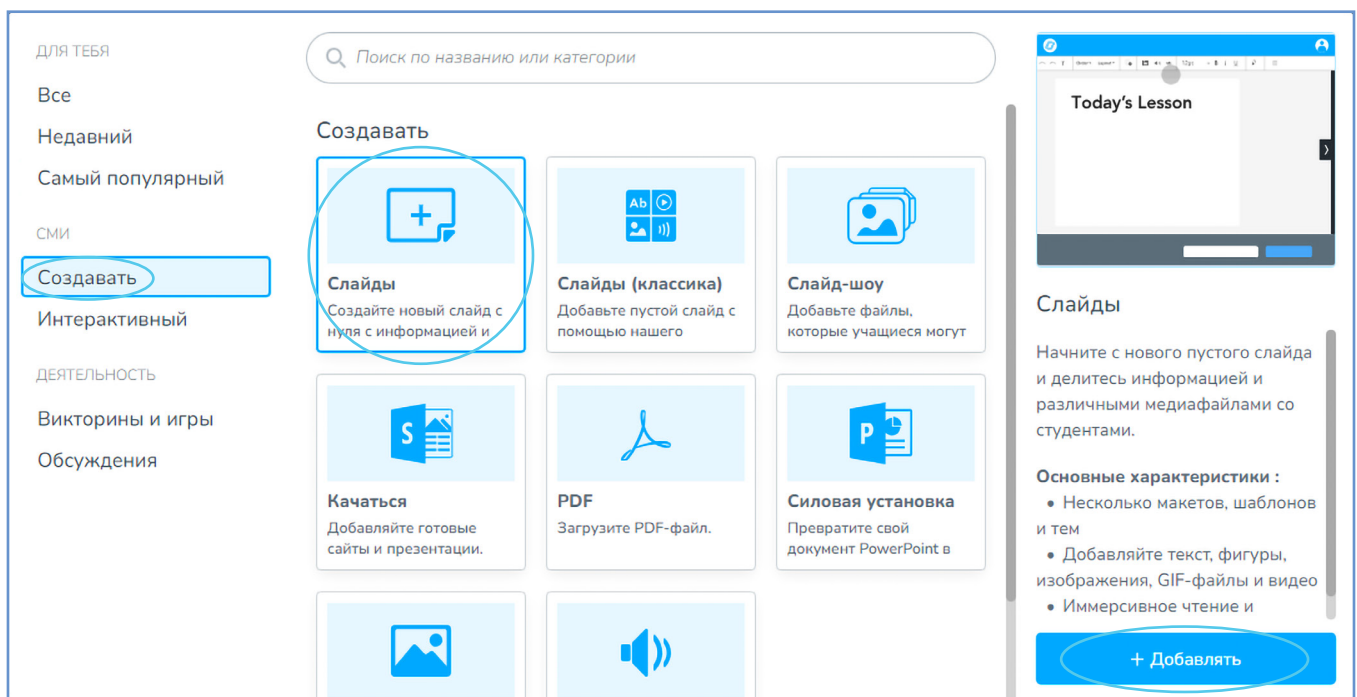 ДЛЯ ТЕБЯ
Все
Недавний
Самый популярный
СМИ
Создавать
Интерактивный
ДЕЯТЕЛЬНОСТЬ
Викторины и игры
Обсуждения
Поиск по названию или категории
Создавать
Слайды
Создайте новый слайд с
нуля с информацией и
Ab
Слайды (классика)
Добавьте пустой слайд с
помощью нашего
Слайд-шоу
Добавьте файлы,
которые учащиеся могут
S
Качаться
Добавляйте готовые
сайты и презентации.
PDF
Загрузите PDF-файл.
P
Силовая установка
Превратите свой
документ PowerPoint в
Today's Lesson
Слайды
Начните с нового пустого слайда
и делитесь информацией и
различными медиафайлами со
студентами.
Основные характеристики :
• Несколько макетов, шаблонов
и тем
• Добавляйте текст, фигуры,
изображения, GIF-файлы и видео
• Иммерсивное чтение и
+ Добавлять